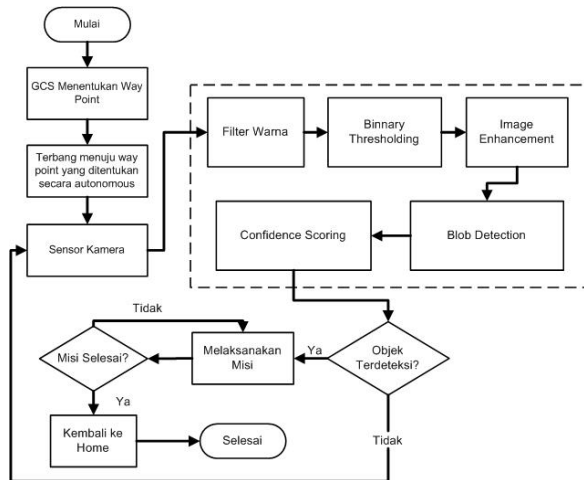 Mulai
GCS Menentukan Way
Point
Terbang menuju way
point yang ditentukan
secara autonomous
Sensor Kamera
Filter Warna
Binnary
Thresholding
Image
Enhancement
Confidence Scoring
Blob Detection
Tidak
Misi Selesai?
Melaksanakan
Misi
Ya
Objek
Terdeteksi?
Ya
Kembali ke
Home
Selesai
Tidak